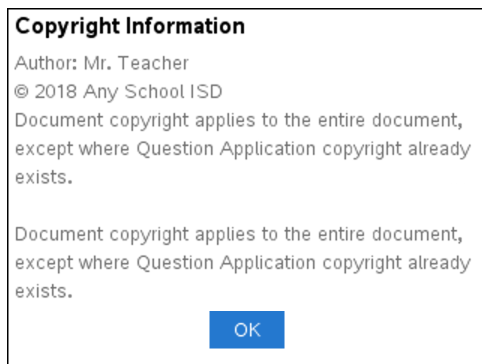 Copyright Information
Author: Mr. Teacher
© 2018 Any School ISD
Document copyright applies to the entire document,
except where Question Application copyright already
exists.
Document copyright applies to the entire document,
except where Question Application copyright already
exists.
OK